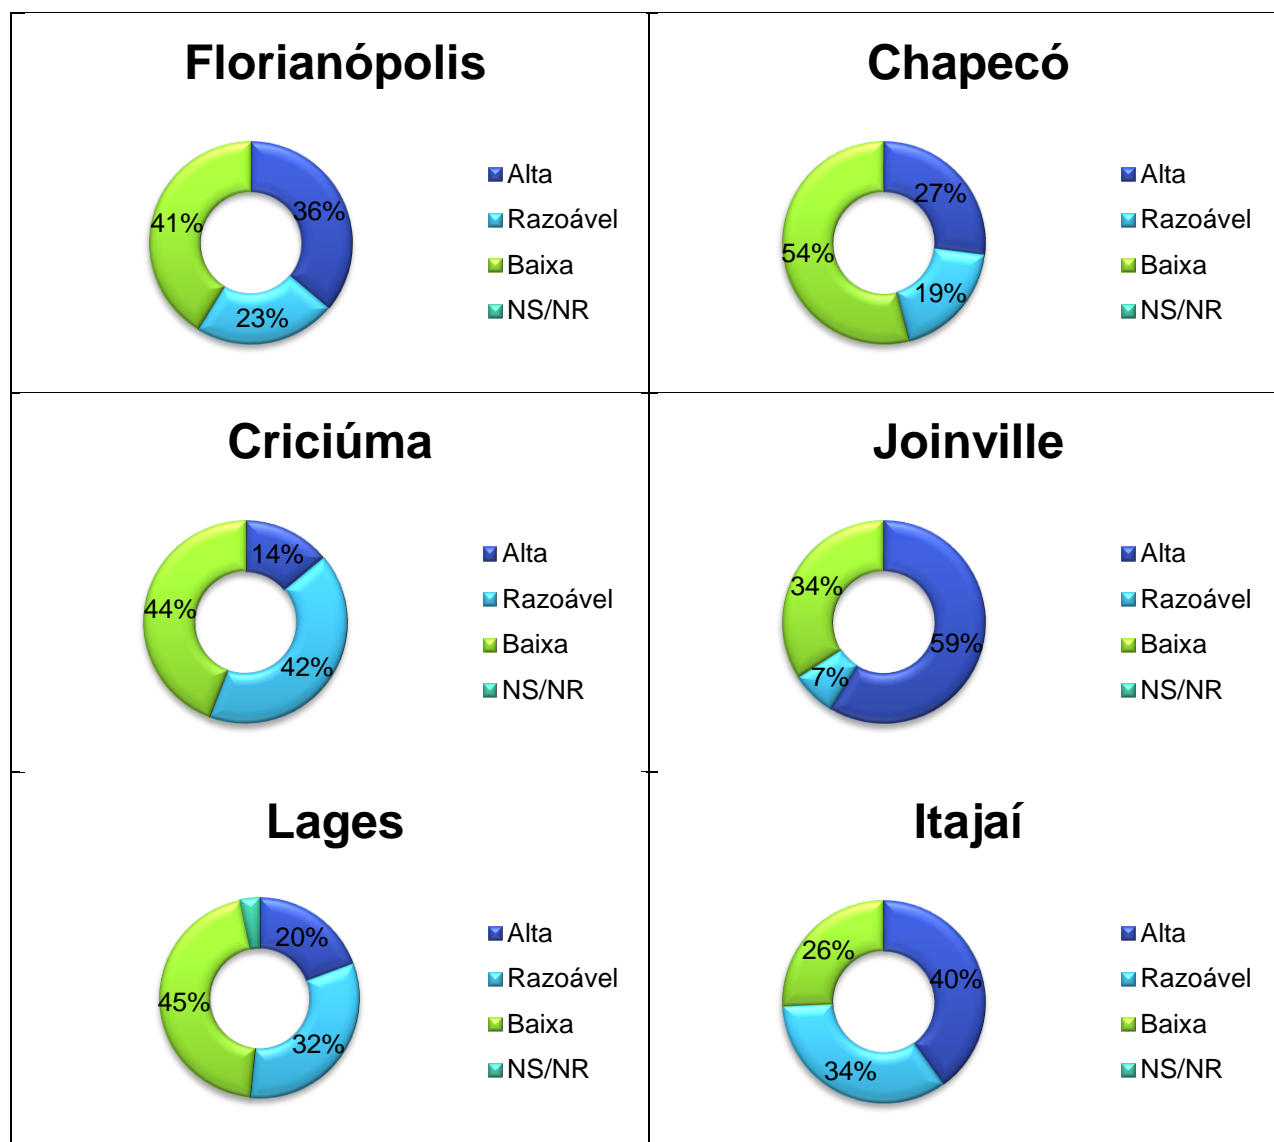 Florianópolis
41%
36%
23%
Alta
Razoável
Baixa
NS/NR
Chapecó
27%
54%
19%
Alta
Razoável
Baixa
NS/NR
Criciúma
14%
44%
42%
Alta
Razoável
Baixa
NS/NR
Joinville
34%
59%
7%
Alta
Razoável
Baixa
NS/NR
Lages
20%
45%
32%
Alta
Razoável
Baixa
NS/NR
Itajaí
26%
40%
34%
Alta
Razoável
Baixa
NS/NR